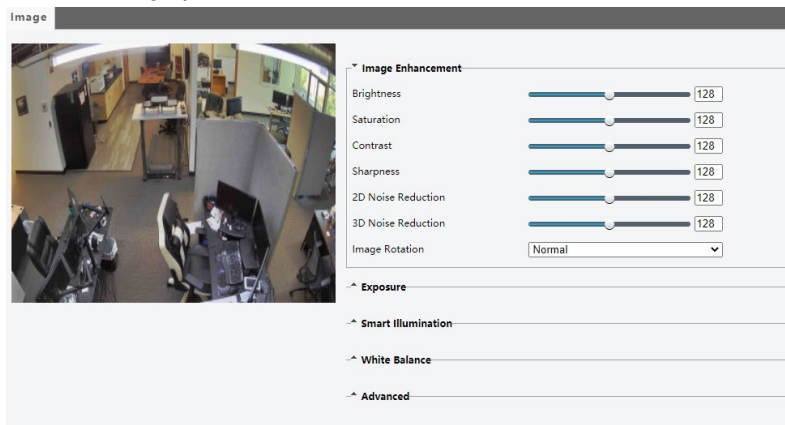 Image
Image Enhancement
Brightness 128
Saturation 128
Contrast 128
Sharpness 128
2D Noise Reduction 128
3D Noise Reduction 128
Image Rotation Normal
Exposure
Smart Illumination
White Balance
Advanced